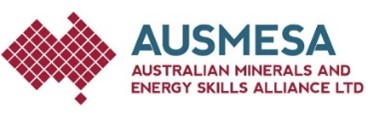 AUSMESA
AUSTRALIAN MINERALS AND
ENERGY SKILLS ALLIANCE LTD